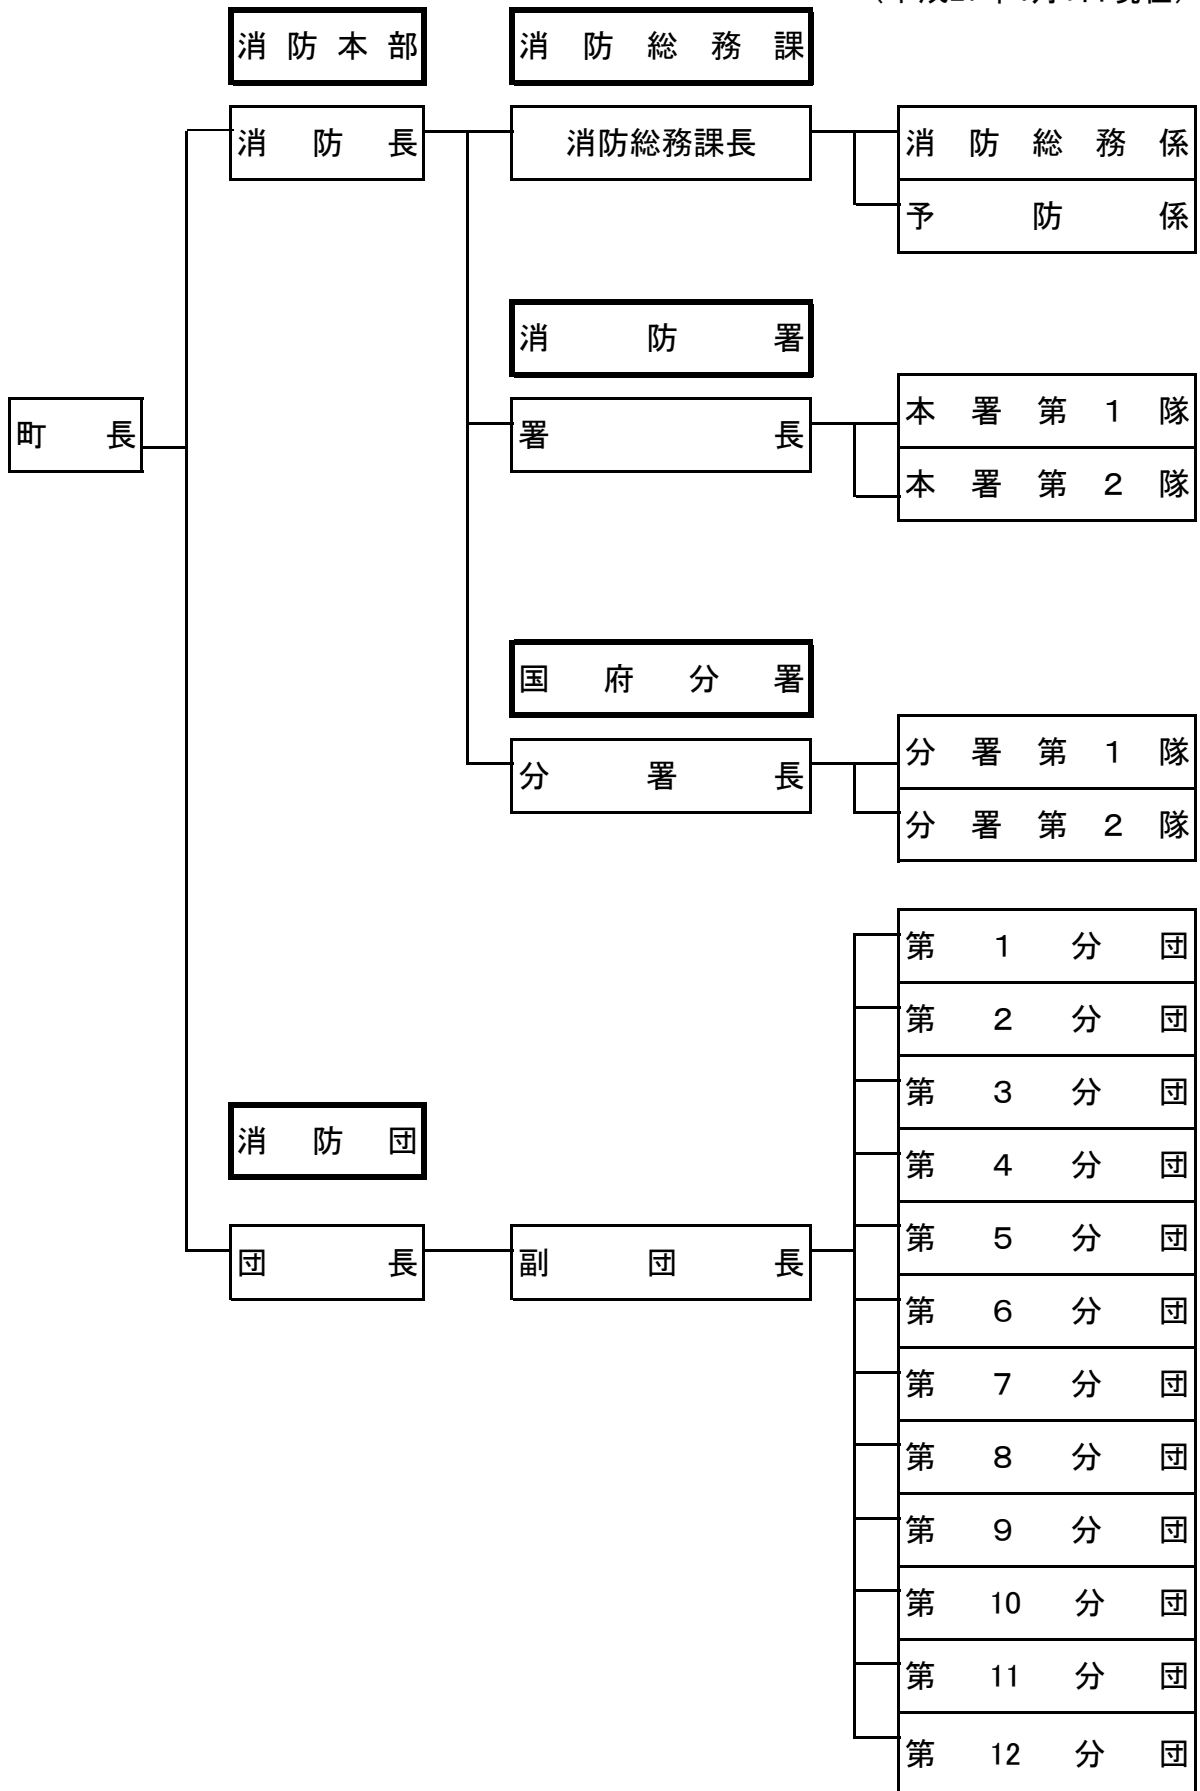 消防本部 消防総務課
消防長 消防総務課長 消防総務係
予防係
消防署
本署第1隊
町長 署長
本署第2隊
国府分署
分署第1隊
分署長
分署第2隊
第1分団
第2分団
第3分団
消防団
第4分団
第5分団
団長 副団長
第6分団
第7分団
第8分団
第9分団
第10分団
第11分団
第12分団